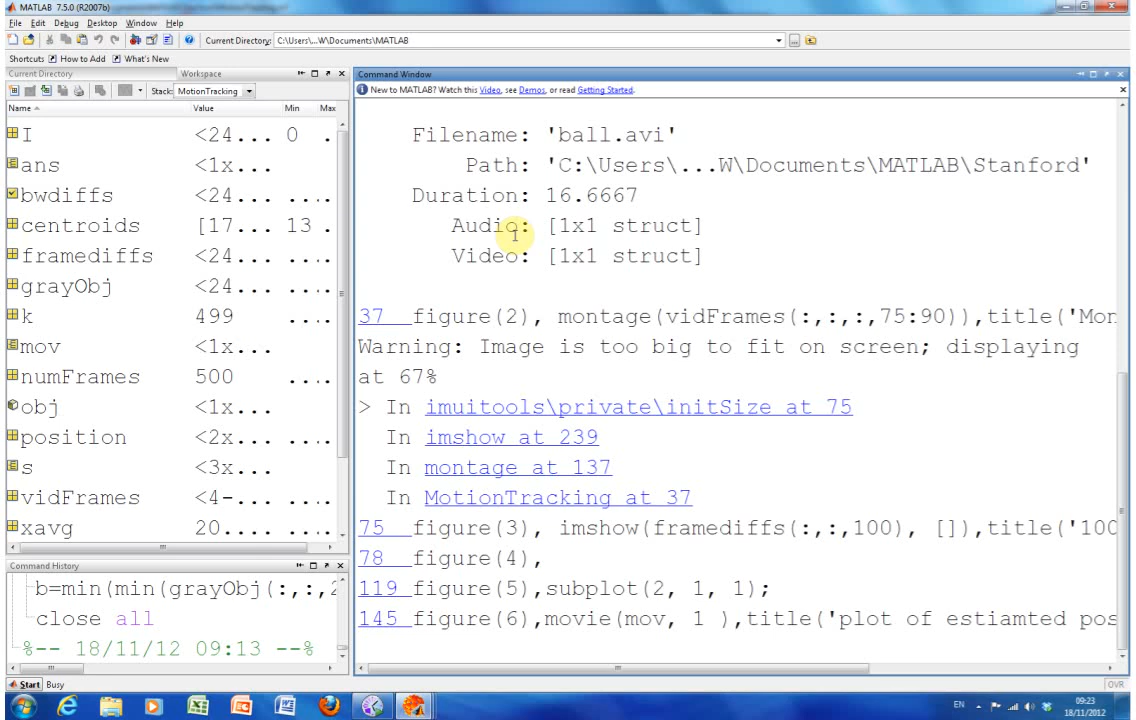 MATLAB 7.5.0 (R2007b)
File Edit Debug Desktop Window Help
Current Directory: C:\Users\...W\Documents\MATLAB
Shortcuts How to Add What's New
Current Directory Workspace
Stack: MotionTracking
Name Value Min Max
I <24... 0 .
ans <1x...
bwdiffs <24... ....
centroids [17... 13 .
framediffs <24... ....
grayObj <24... ....
k 499 ....
mov <1x...
numFrames 500 ....
obj <1x...
position <2x... ....
s <3x...
vidFrames <4-... ....
xavg 20... ....
Command History
b=min(min(grayObj(:,:,2
close all
%-- 18/11/12 09:13 --%
Command Window
New to MATLAB? Watch this Video, see Demos, or read Getting Started.
Filename: 'ball.avi'
Path: 'C:\Users\...W\Documents\MATLAB\Stanford'
Duration: 16.6667
Audio: [1x1 struct]
Video: [1x1 struct]
37 figure(2), montage(vidFrames(:,:,:,75:90)),title('Mon
Warning: Image is too big to fit on screen; displaying
at 67%
> In imuitools\private\initSize at 75
In imshow at 239
In montage at 137
In MotionTracking at 37
75 figure(3), imshow(framediffs(:,:,100), []),title('100
78 figure(4),
119 figure(5),subplot(2, 1, 1);
145 figure(6),movie(mov, 1 ),title('plot of estiamted pos
Start Busy
OVR
EN
09:23
18/11/2012